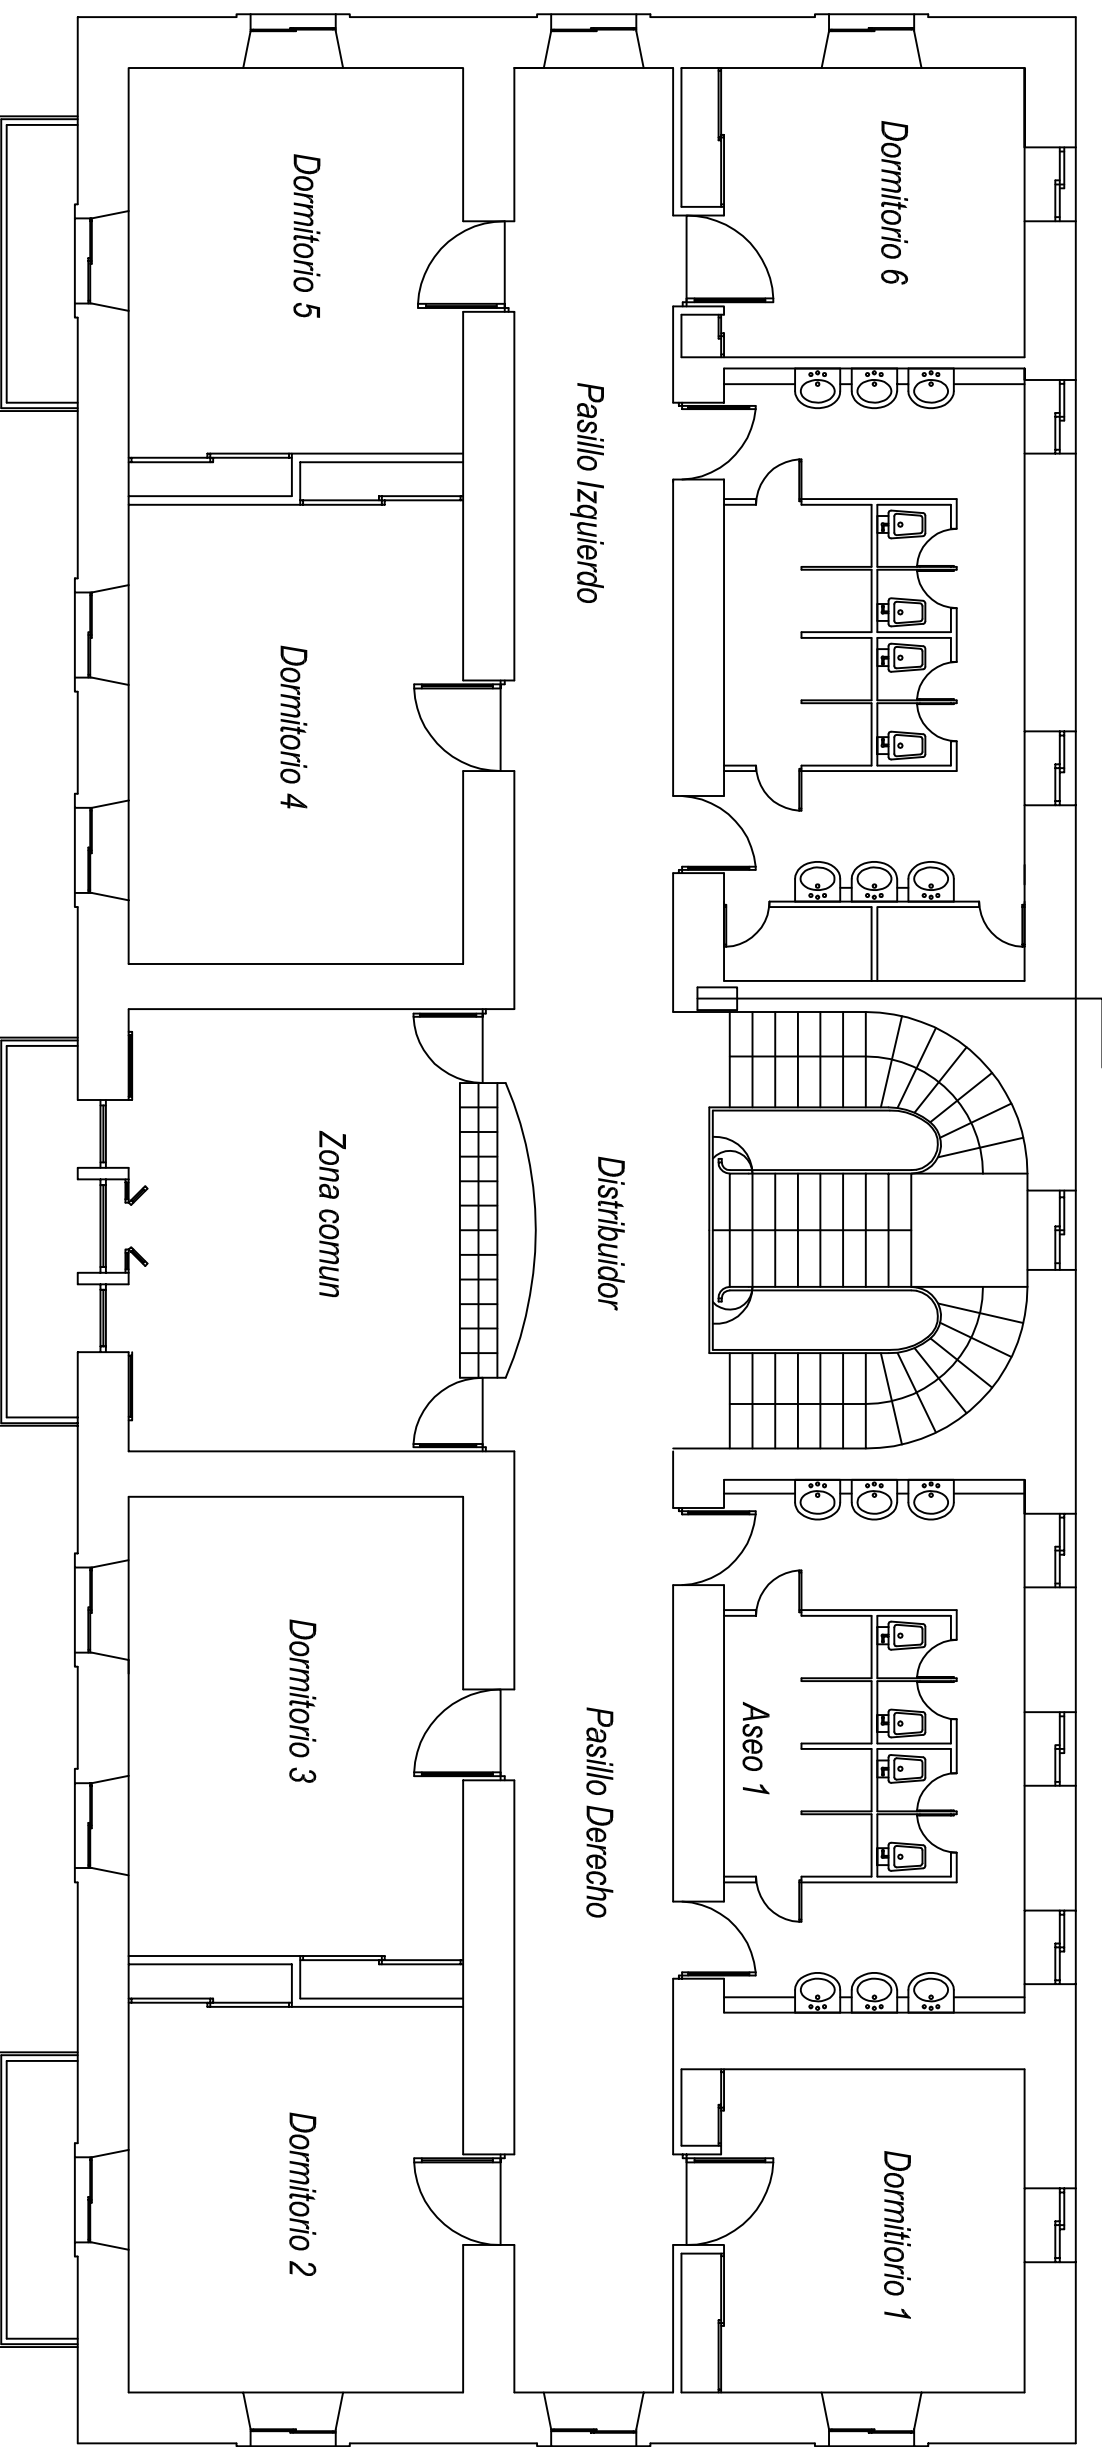 Dormitorio 6
Dormitorio 5
Pasillo Izquierdo
Dormitorio 4
Distribuidor
Zona comun
Aseo 1
Pasillo Derecho
Dormitorio 3
Dormitiorio 1
Dormitorio 2